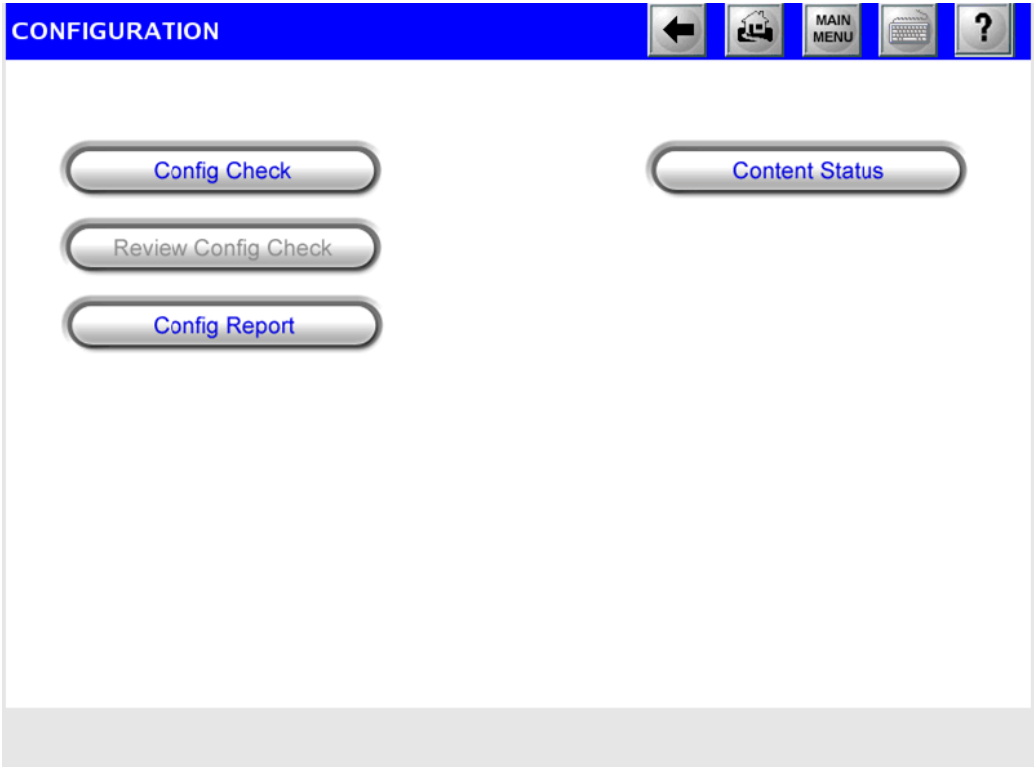 CONFIGURATION
MAIN
MENU
?
Config Check
Content Status
Review Config Check
Config Report